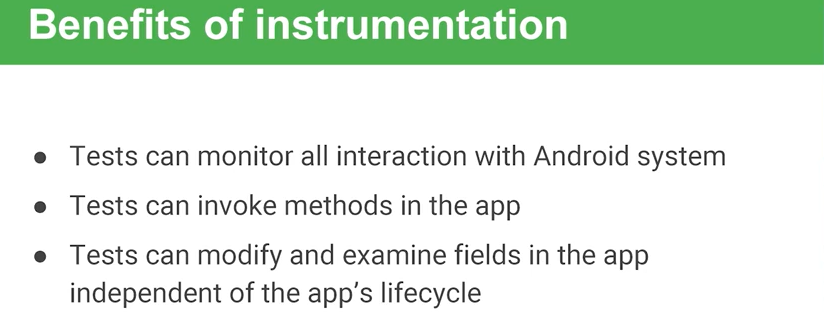 Benefits of instrumentation
● Tests can monitor all interaction with Android system
● Tests can invoke methods in the app
● Tests can modify and examine fields in the app
independent of the app’s lifecycle